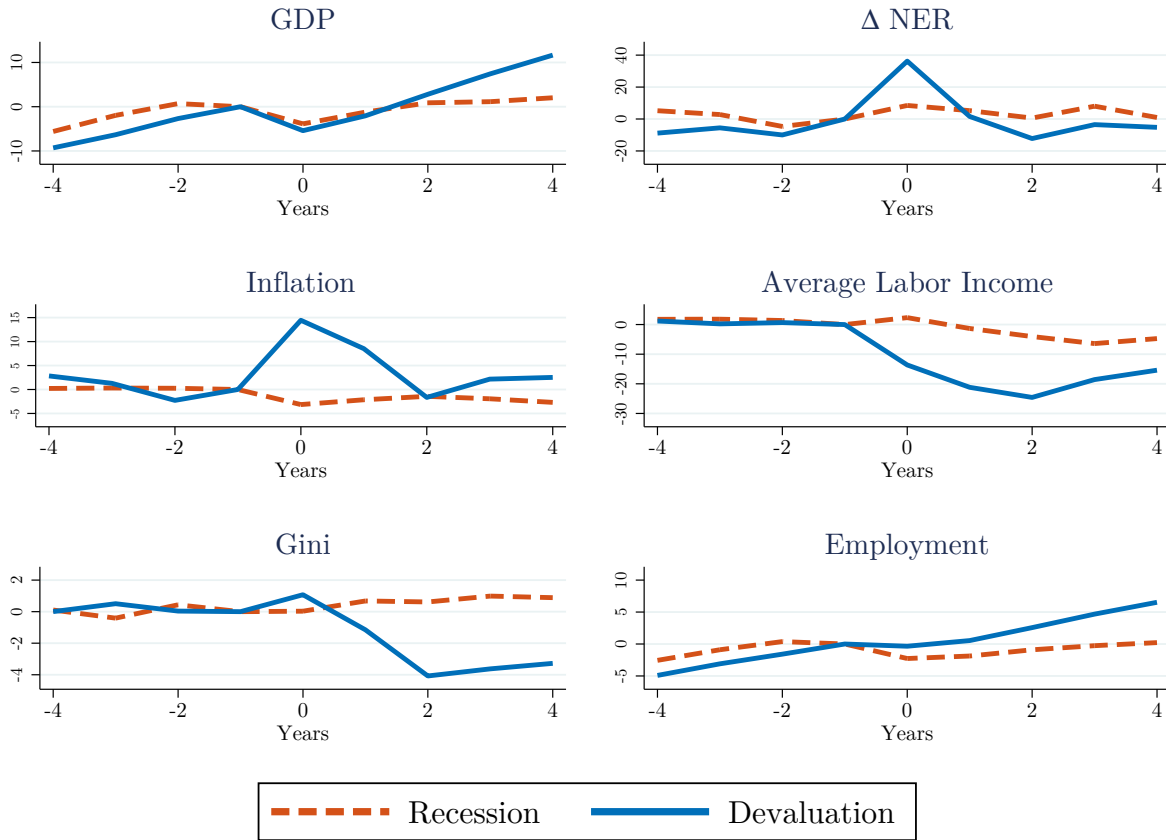 GDP
Δ NER
10
0
-10
-4 -2 0 2 4
Years
40
20
0
-20
-4 -2 0 2 4
Years
Inflation
Average Labor Income
15
10
5
0
-5
-4 -2 0 2 4
Years
0
-10
-20
-30
-4 -2 0 2 4
Years
Gini
Employment
2
0
-2
-4
-4 -2 0 2 4
Years
10
5
0
-5
-4 -2 0 2 4
Years
Recession Devaluation